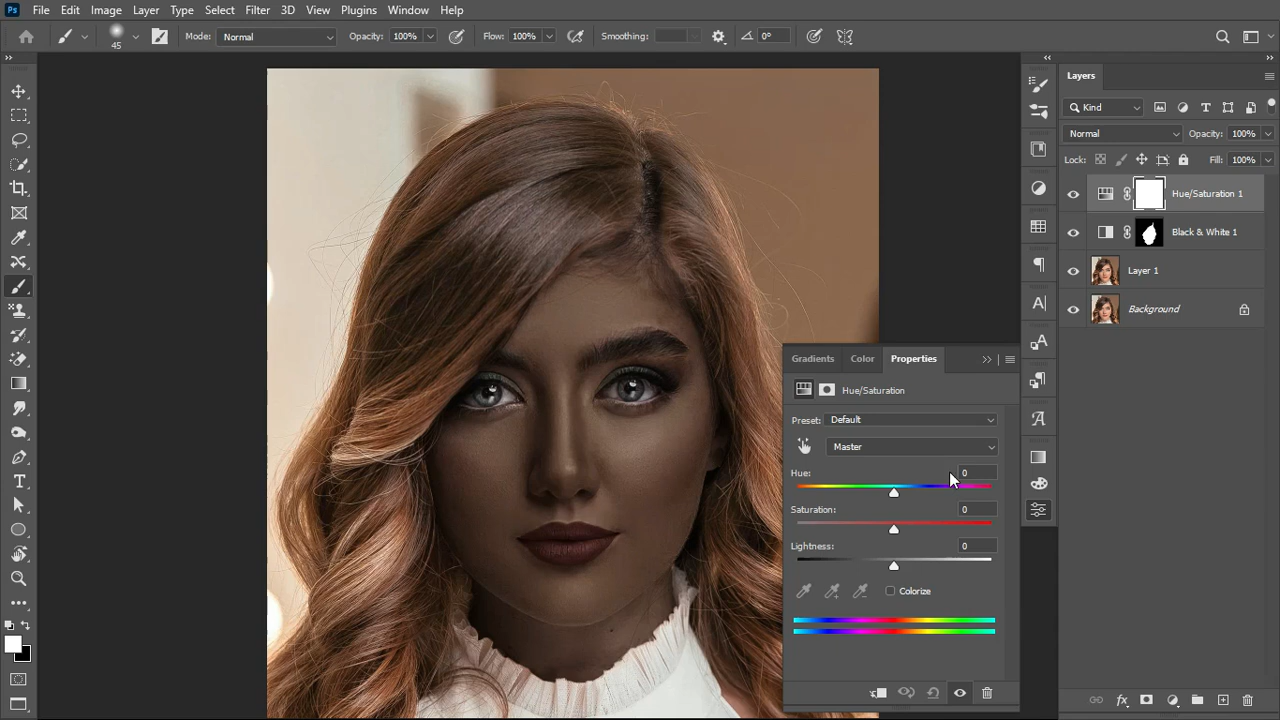 Ps File Edit Image Layer Type Select Filter 3D View Plugins Window Help
45 Mode: Normal Opacity: 100% Flow: 100% Smoothing: 0°
Layers
Kind
Normal Opacity: 100%
Lock: Fill: 100%
Hue/Saturation 1
Black & White 1
Layer 1
Background
Gradients Color Properties
Hue/Saturation
Preset: Default
Master
Hue: 0
Saturation: 0
Lightness: 0
Colorize